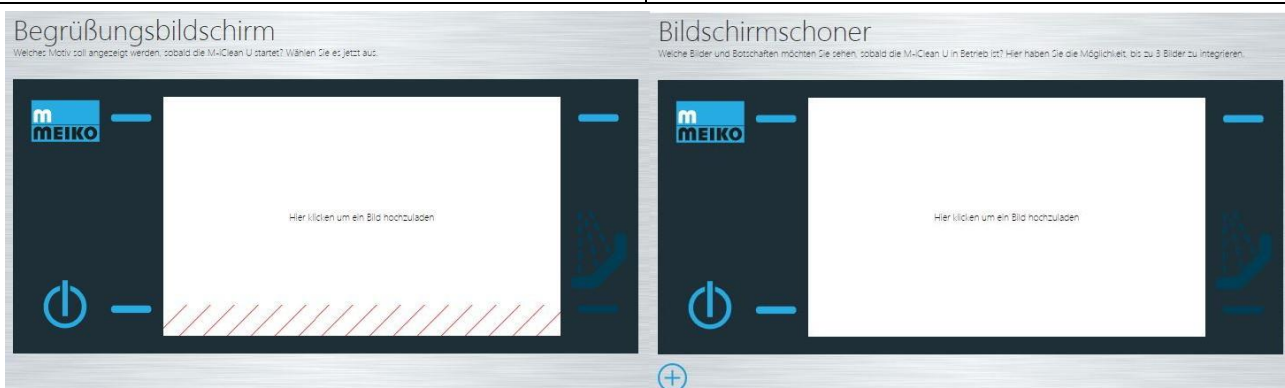 Begrüßungsbildschirm
Welches Motiv soll angezeigt werden, sobald die M-iClean U startet? Wählen Sie es jetzt aus.
m
MEIKO
Hier klicken um ein Bild hochzuladen
Bildschirmschoner
Welche Bilder und Botschaften möchten Sie sehen, sobald die M-iClean U in Betrieb ist? Hier haben Sie die Möglichkeit, bis zu 3 Bilder zu integrieren.
m
MEIKO
Hier klicken um ein Bild hochzuladen